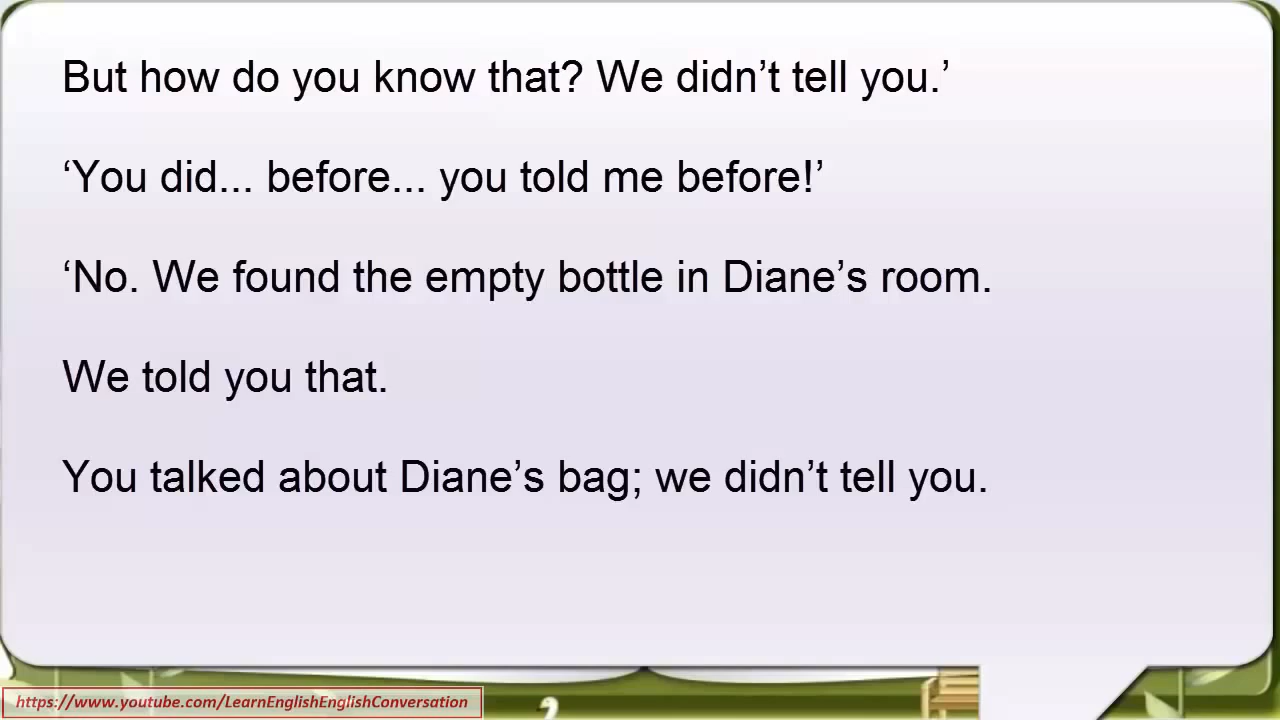 But how do you know that? We didn’t tell you.’
‘You did... before... you told me before!’
‘No. We found the empty bottle in Diane’s room.
We told you that.
You talked about Diane’s bag; we didn’t tell you.
https://www.youtube.com/LearnEnglishEnglishConversation